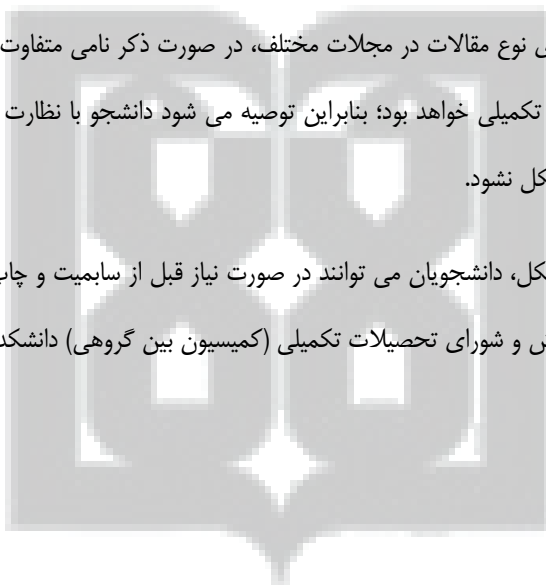 ی نوع مقالات در مجلات مختلف، در صورت ذکر نامی متفاوت
تکمیلی خواهد بود؛ بنابراین توصیه می شود دانشجو با نظارت
کل نشود.
کل، دانشجویان می توانند در صورت نیاز قبل از سابمیت و چاپ
ش و شورای تحصیلات تکمیلی (کمیسیون بین گروهی) دانشکد